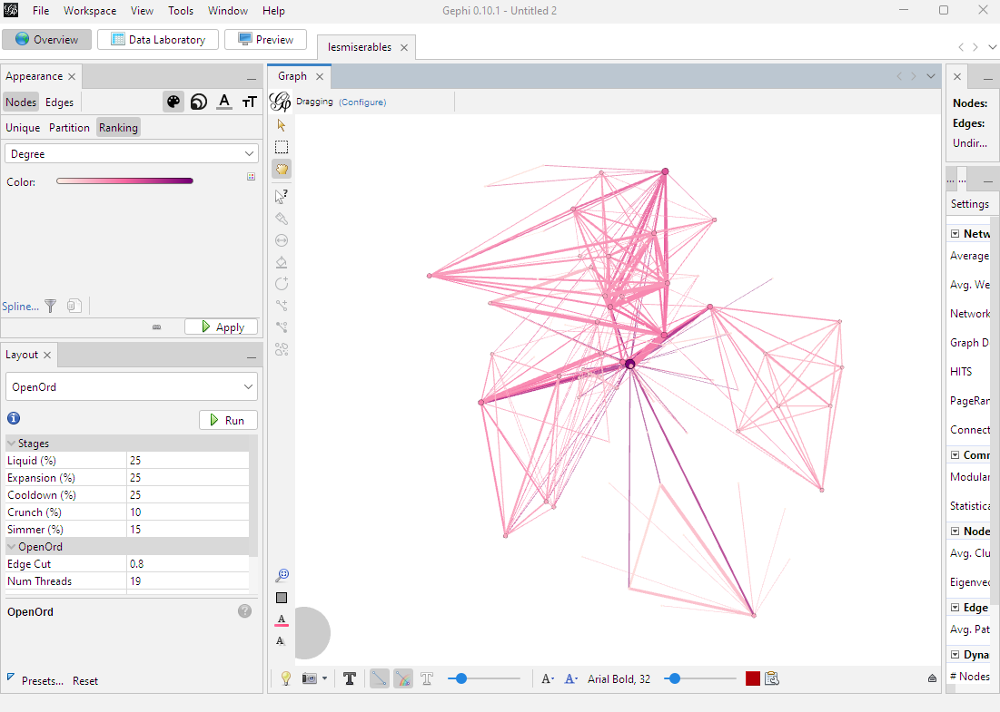 File Workspace View Tools Window Help
Gephi 0.10.1 - Untitled 2
Overview
Data Laboratory
Preview
lesmiserables
Appearance
Nodes Edges
Unique Partition Ranking
Degree
Color:
Spline...
Apply
Layout
OpenOrd
Run
Stages
Liquid (%) 25
Expansion (%) 25
Cooldown (%) 25
Crunch (%) 10
Simmer (%) 15
OpenOrd
Edge Cut 0.8
Num Threads 19
OpenOrd
Presets... Reset
Graph
Dragging (Configure)
Arial Bold, 32
Nodes:
Edges:
Undir...
Settings
Netw
Average
Avg. We
Network
Graph D
HITS
PageRan
Connect
Comm
Modular
Statistica
Node
Avg. Clu
Eigenvec
Edge
Avg. Pat
Dyna
# Nodes